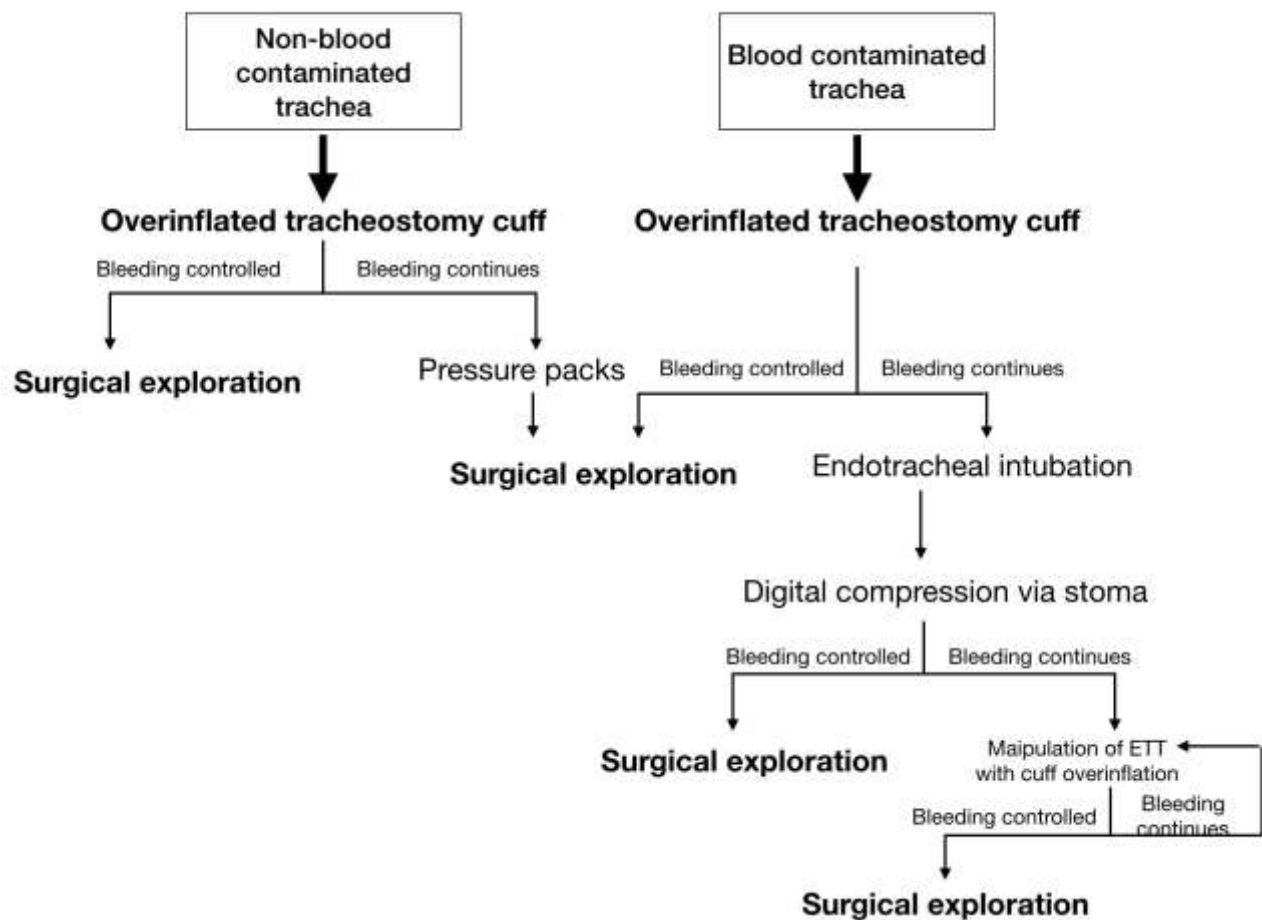 Non-blood
contaminated
trachea
Blood contaminated
trachea
Overinflated tracheostomy cuff
Overinflated tracheostomy cuff
Bleeding controlled
Bleeding continues
Surgical exploration
Pressure packs
Bleeding controlled
Bleeding continues
Surgical exploration
Endotracheal intubation
Digital compression via stoma
Bleeding controlled
Bleeding continues
Surgical exploration
Maipulation of ETT
with cuff overinflation
Bleeding controlled
Bleeding
continues
Surgical exploration